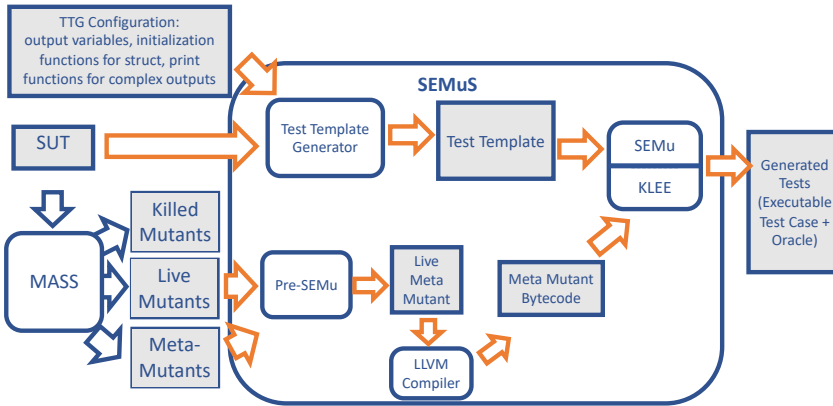 TTG Configuration:
output variables, initialization
functions for struct, print
functions for complex outputs
SEMuS
SUT
Test Template
Generator
Test Template
SEMu
KLEE
Generated
Tests
(Executable
Test Case +
Oracle)
Killed
Mutants
MASS
Live
Mutants
Pre-SEMu
Live
Meta
Mutant
Meta Mutant
Bytecode
Meta-
Mutants
LLVM
Compiler